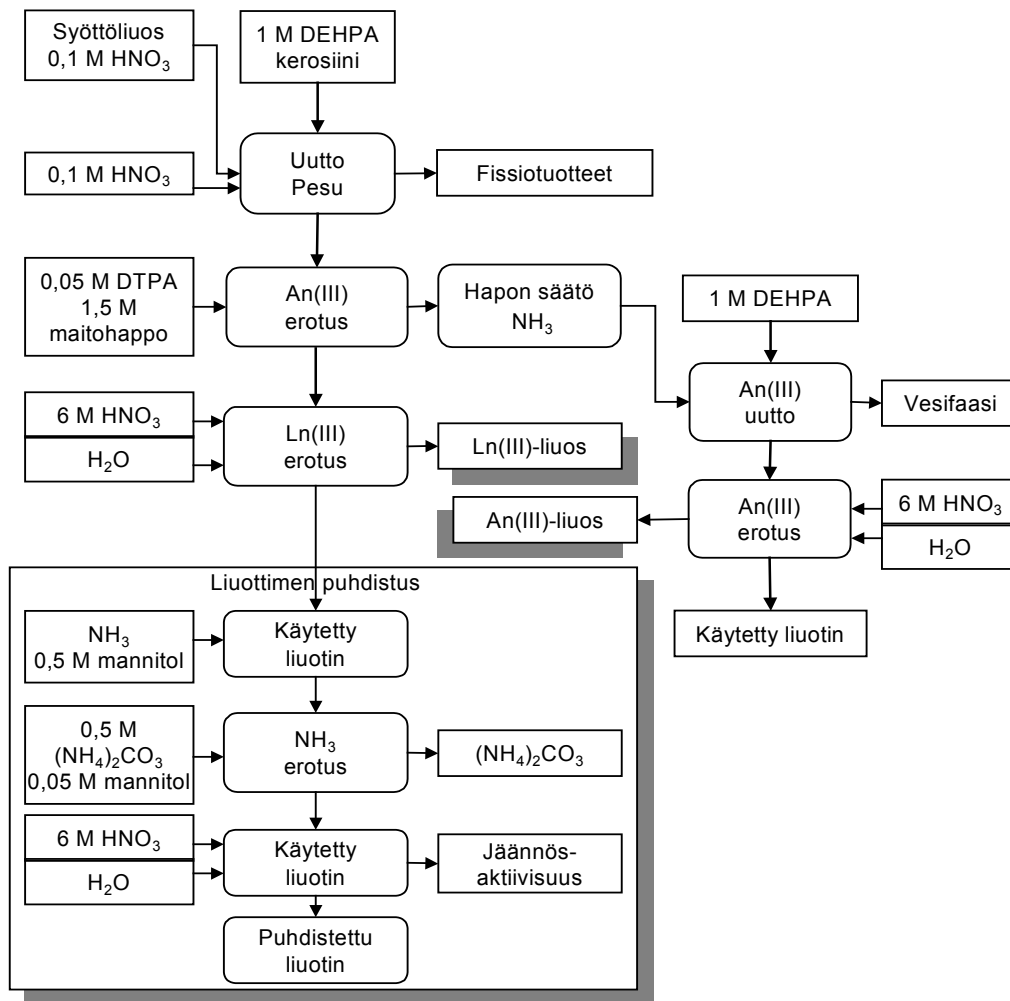 Syöttöliuos
0,1 M HNO₃
1 M DEHPA
kerosiini
0,1 M HNO₃
Uutto
Pesu
Fissiotuotteet
0,05 M DTPA
1,5 M
maitohappo
An(III)
erotus
Hapon säätö
NH₃
1 M DEHPA
An(III)
uutto
Vesifaasi
6 M HNO₃
H₂O
Ln(III)
erotus
Ln(III)-liuos
An(III)-liuos
An(III)
erotus
6 M HNO₃
H₂O
Käytetty liuotin
Liuottimen puhdistus
NH₃
0,5 M mannitol
Käytetty
liuotin
0,5 M
(NH₄)₂CO₃
0,05 M mannitol
NH₃
erotus
(NH₄)₂CO₃
6 M HNO₃
H₂O
Käytetty
liuotin
Jäännös-
aktiivisuus
Puhdistettu
liuotin